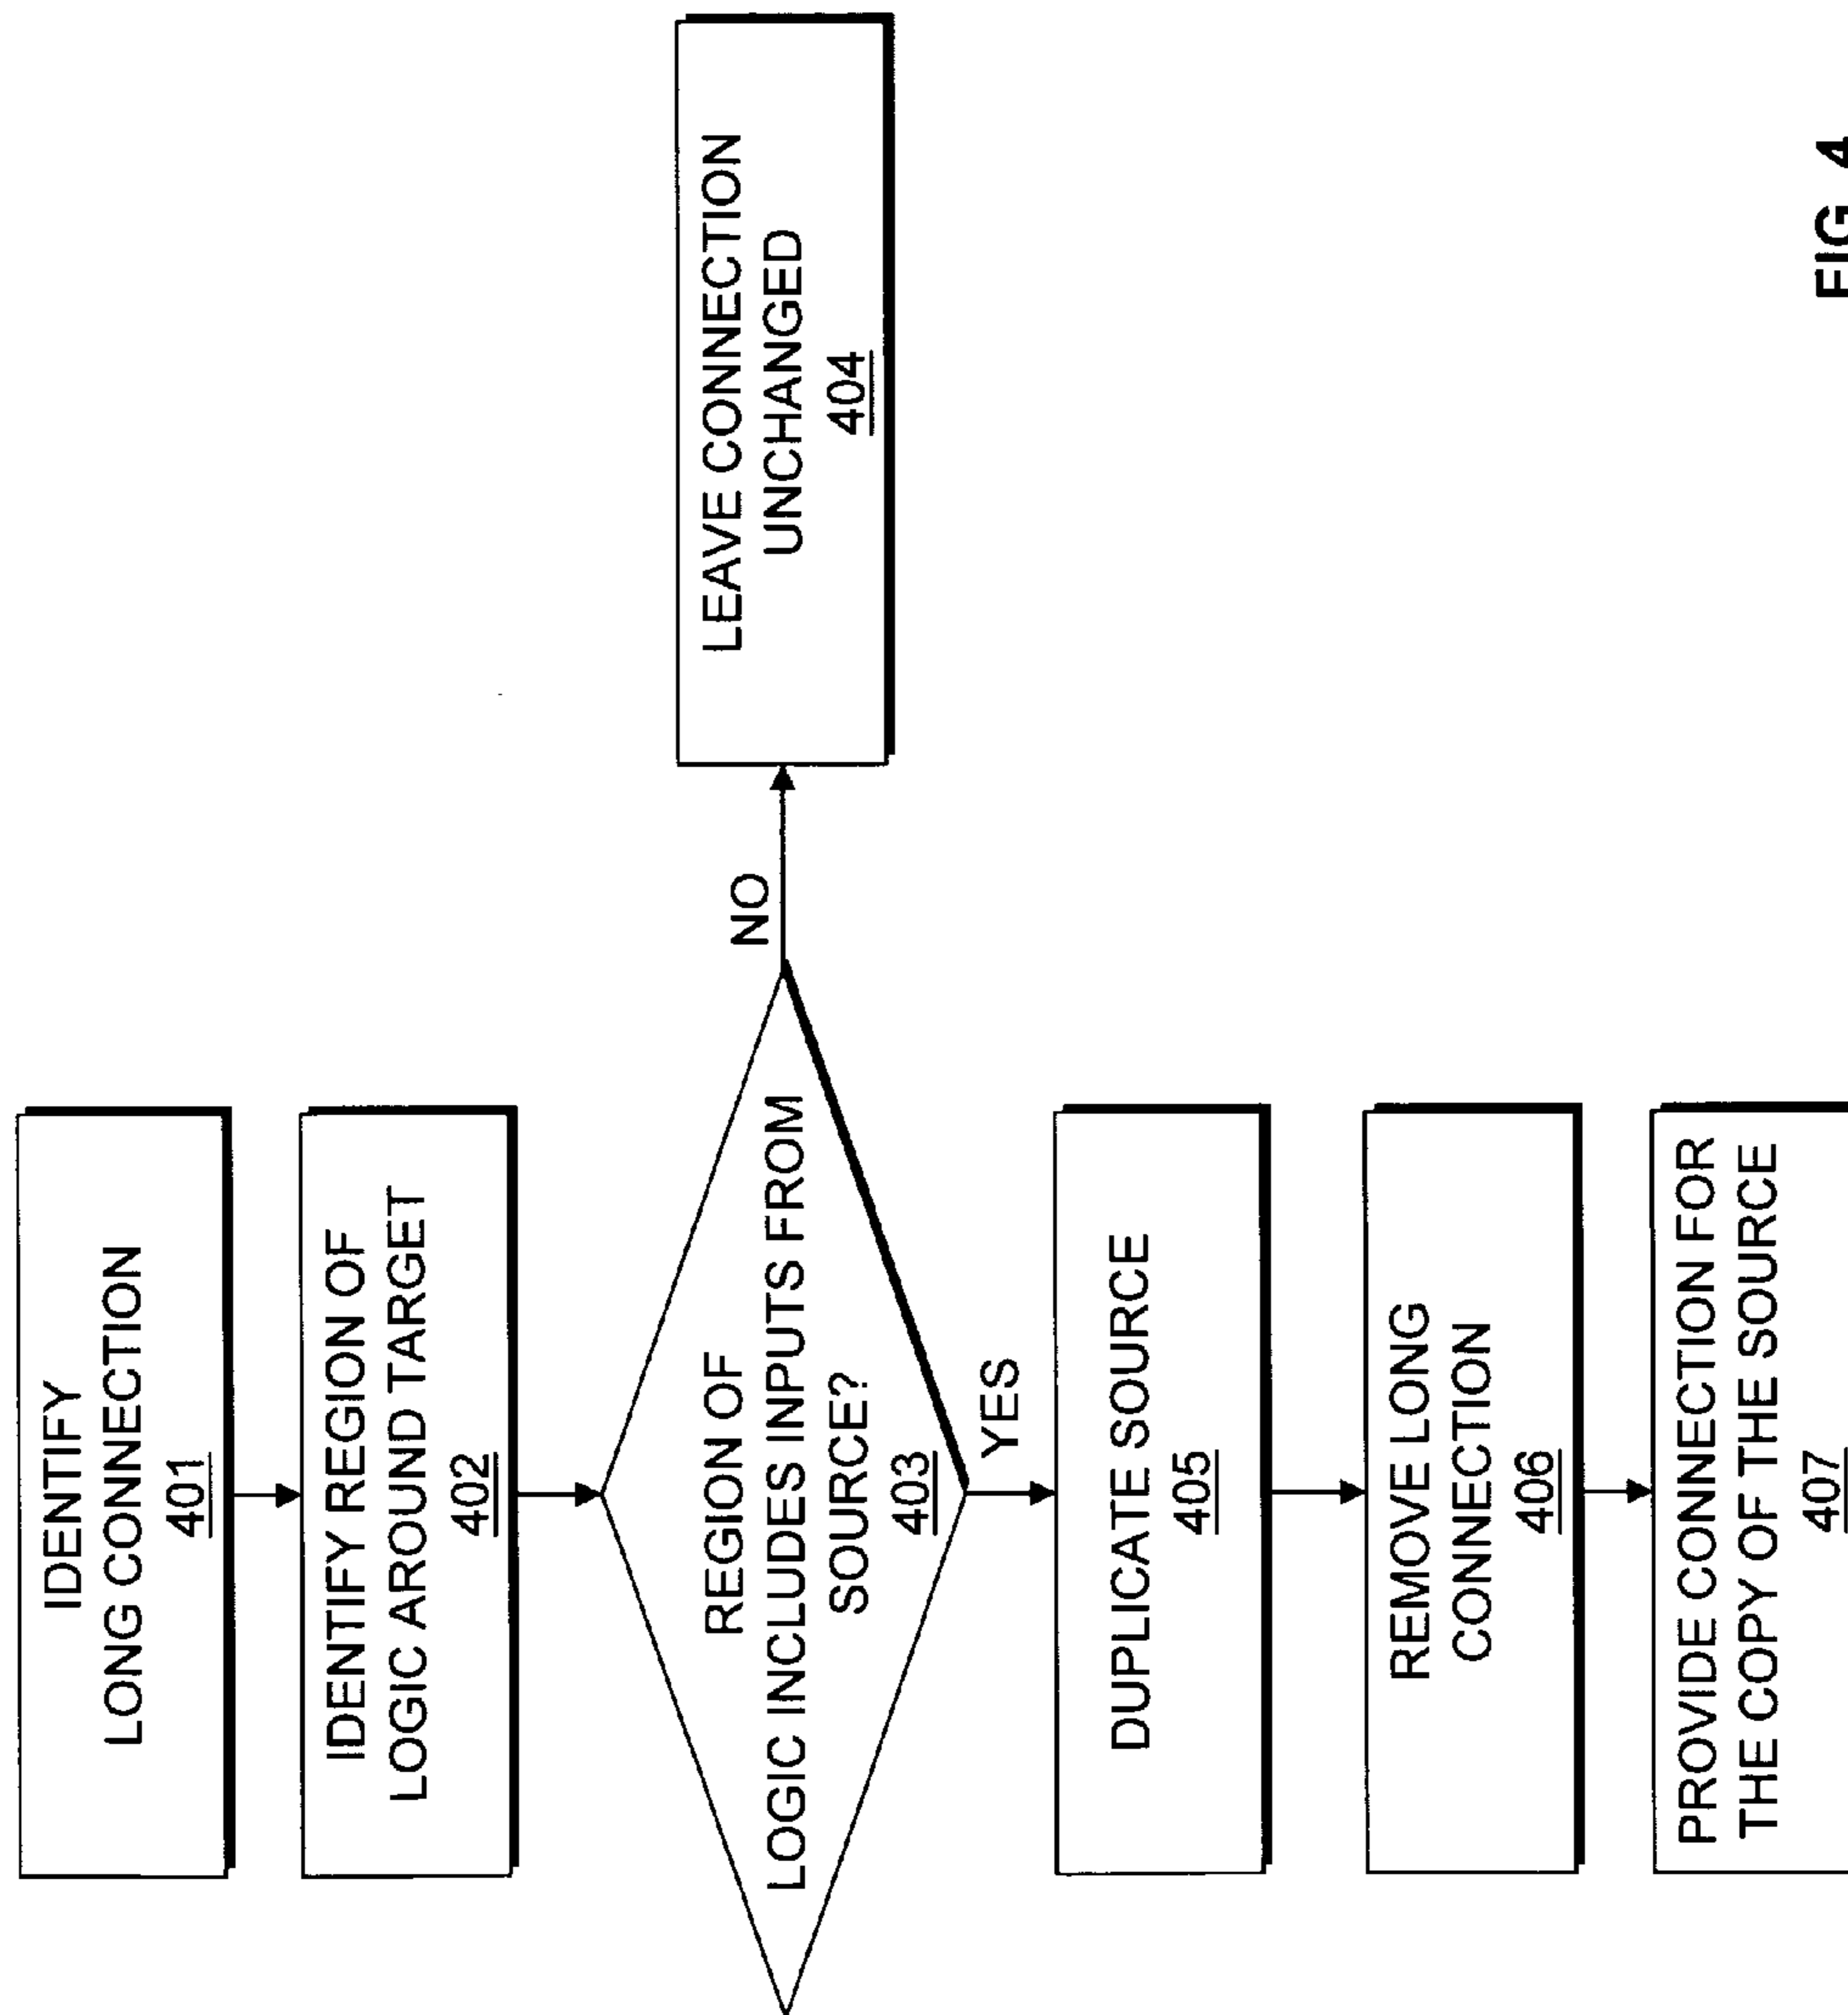 IDENTIFY
LONG CONNECTION
401
IDENTIFY REGION OF
LOGIC AROUND TARGET
402
REGION OF
LOGIC INCLUDES INPUTS FROM
SOURCE?
403
NO
LEAVE CONNECTION
UNCHANGED
404
YES
DUPLICATE SOURCE
405
REMOVE LONG
CONNECTION
406
PROVIDE CONNECTION FOR
THE COPY OF THE SOURCE
407
FIG. 4